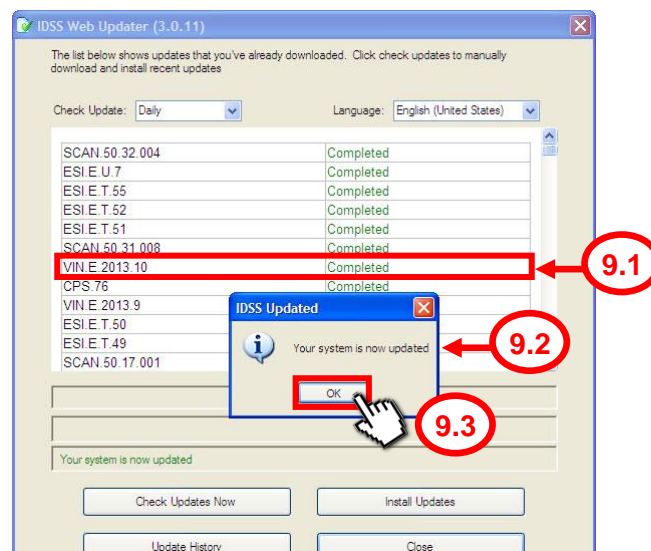 IDSS Web Updater (3.0.11)
The list below shows updates that you've already downloaded. Click check updates to manually
download and install recent updates
Check Update: Daily Language: English (United States)
SCAN.50.32.004 Completed
ESI.E.U.7 Completed
ESI.E.T.55 Completed
ESI.E.T.52 Completed
ESI.E.T.51 Completed
SCAN.50.31.008 Completed
VIN.E.2013.10 Completed
9.1
CPS.76 Completed
VIN.E.2013.9
ESI.E.T.50
ESI.E.T.49
SCAN.50.17.001
IDSS Updated
Your system is now updated
9.2
OK
9.3
Your system is now updated
Check Updates Now Install Updates
Update History Close